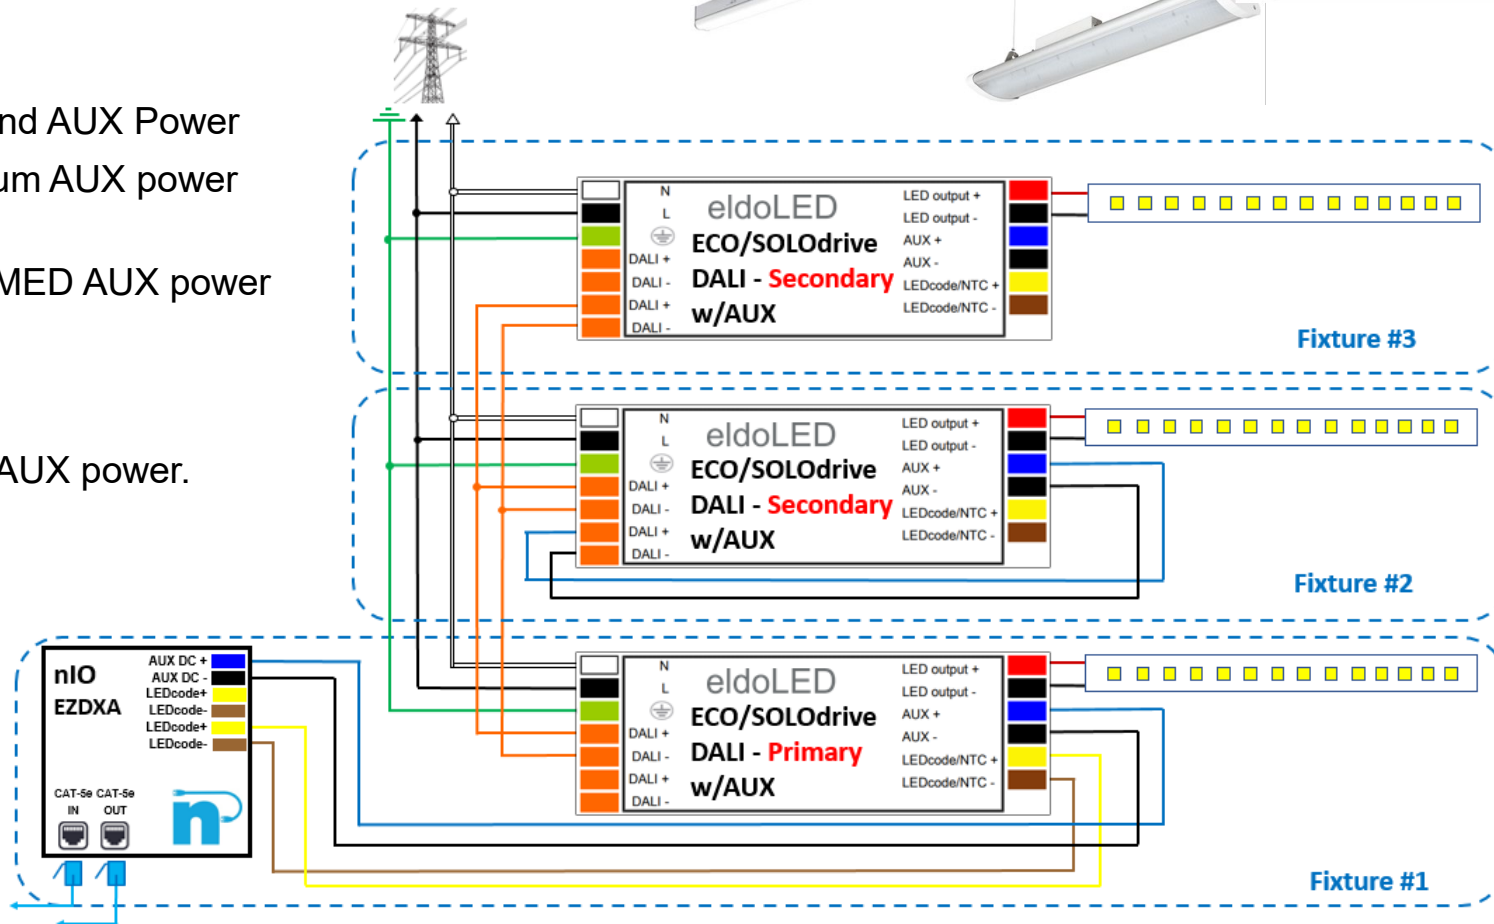 nd AUX Power
um AUX power
MED AUX power
AUX power.
N
L
DALI +
DALI -
DALI +
DALI -
eldoLED
ECO/SOLOdrive
DALI - Secondary
w/AUX
LED output +
LED output -
AUX +
AUX -
LEDcode/NTC +
LEDcode/NTC -
Fixture #3
N
L
DALI +
DALI -
DALI +
DALI -
eldoLED
ECO/SOLOdrive
DALI - Secondary
w/AUX
LED output +
LED output -
AUX +
AUX -
LEDcode/NTC +
LEDcode/NTC -
Fixture #2
nIO
EZDXA
AUX DC +
AUX DC -
LEDcode+
LEDcode-
LEDcode+
LEDcode-
CAT-5e CAT-5e
IN OUT
n
N
L
DALI +
DALI -
DALI +
DALI -
eldoLED
ECO/SOLOdrive
DALI - Primary
w/AUX
LED output +
LED output -
AUX +
AUX -
LEDcode/NTC +
LEDcode/NTC -
Fixture #1